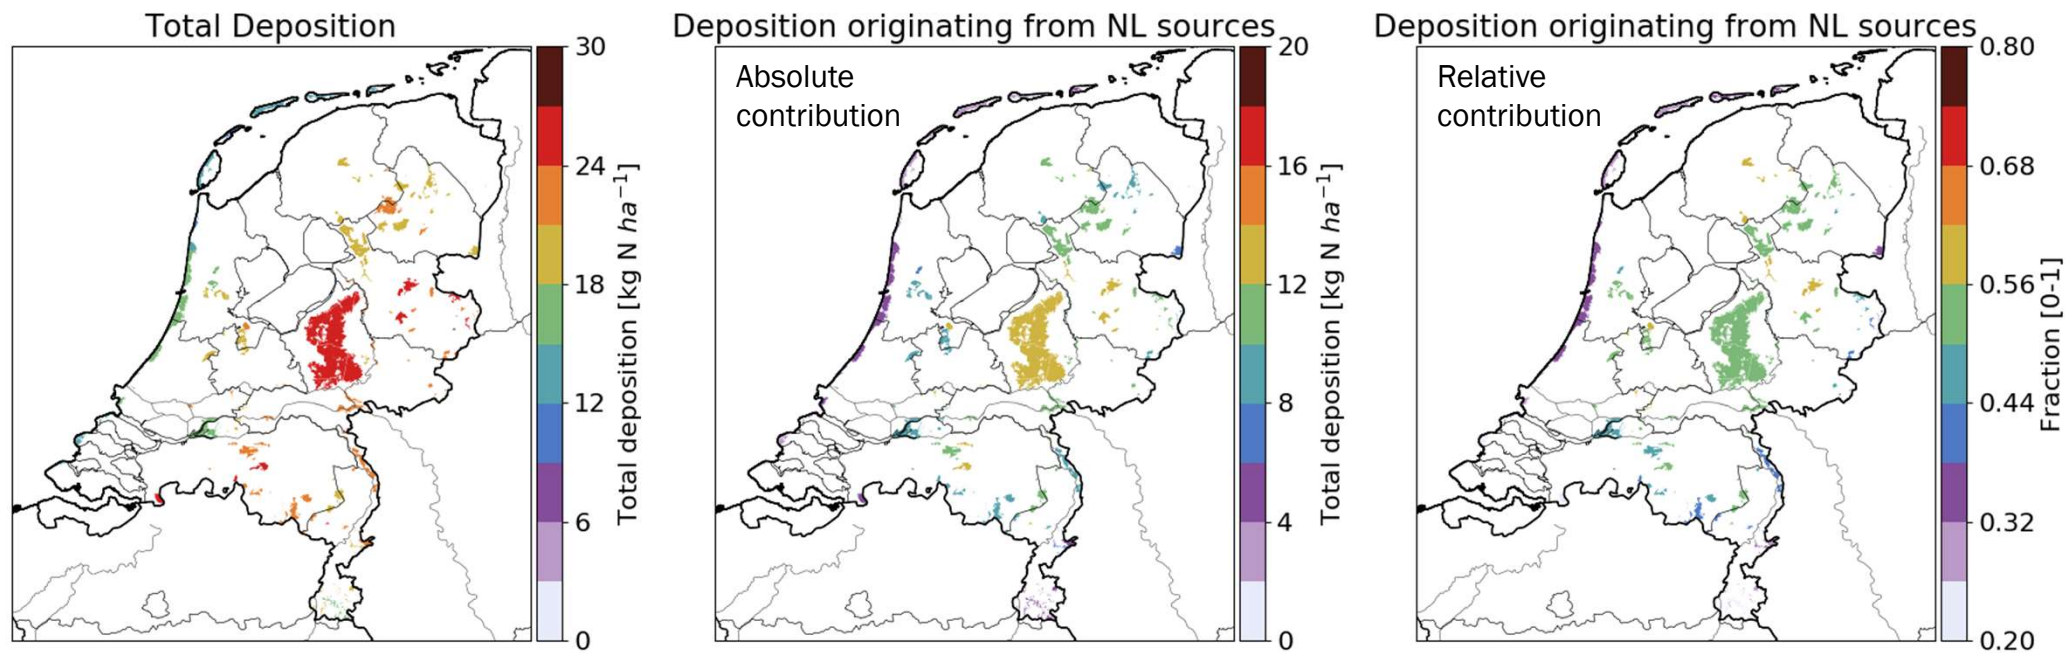 Total Deposition
30
24
18
12
6
0
Total deposition [kg N ha⁻¹]
Deposition originating from NL sources
Absolute
contribution
20
16
12
8
4
0
Total deposition [kg N ha⁻¹]
Deposition originating from NL sources
Relative
contribution
0.80
0.68
0.56
0.44
0.32
0.20
Fraction [0-1]